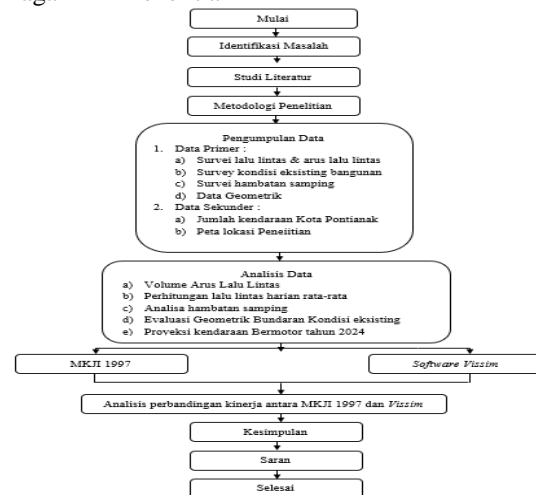 Mulai
Identifikasi Masalah
Studi Literatur
Metodologi Penelitian
Pengumpulan Data
1. Data Primer :
a) Survei lalu lintas & arus lalu lintas
b) Survey kondisi eksisting bangunan
c) Survei hambatan samping
d) Data Geometrik
2. Data Sekunder :
a) Jumlah kendaraan Kota Pontianak
b) Peta lokasi Peneiitian
Analisis Data
a) Volume Arus Lalu Lintas
b) Perhitungan lalu lintas harian rata-rata
c) Analisa hambatan samping
d) Evaluasi Geometrik Bundaran Kondisi eksisting
e) Proyeksi kendaraan Bermotor tahun 2024
MKJI 1997
Software Vissim
Analisis perbandingan kinerja antara MKJI 1997 dan Vissim
Kesimpulan
Saran
Selesai